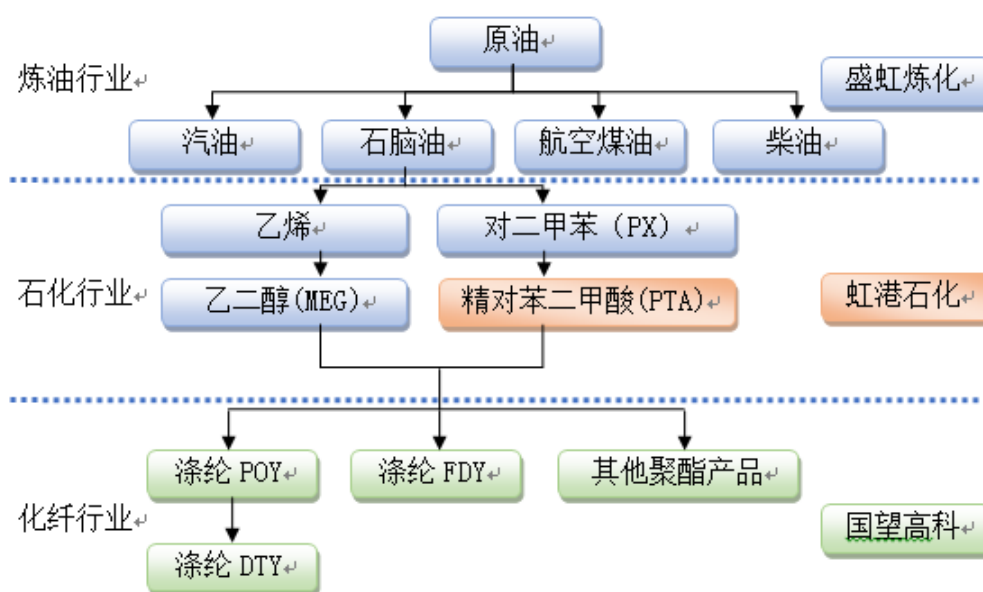 原油
炼油行业
盛虹炼化
汽油
石脑油
航空煤油
柴油
乙烯
对二甲苯（PX）
石化行业
乙二醇(MEG)
精对苯二甲酸(PTA)
虹港石化
涤纶 POY
涤纶 FDY
其他聚酯产品
化纤行业
国望高科
涤纶 DTY